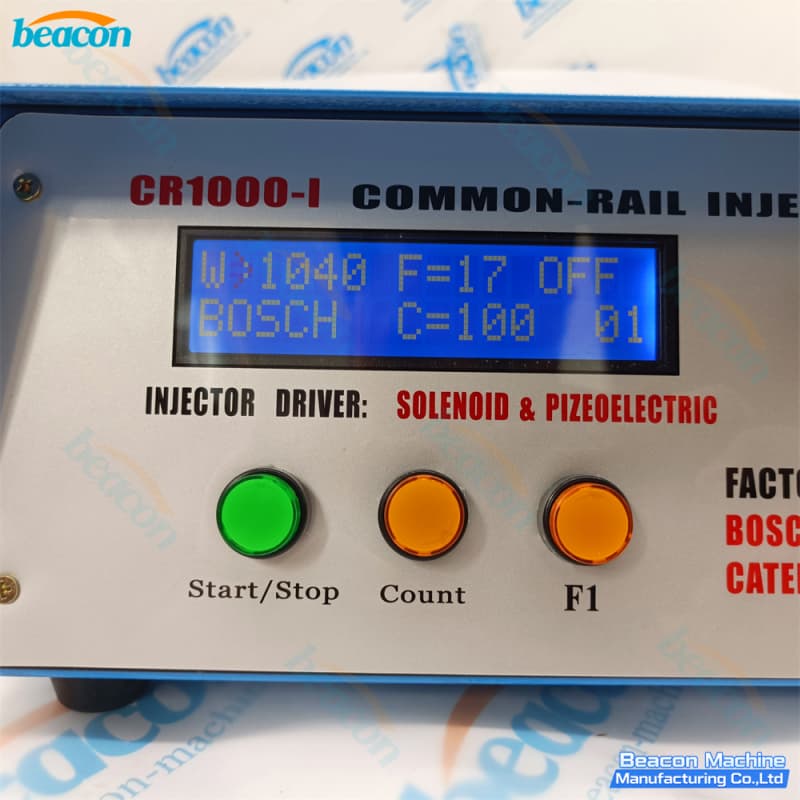 beacon
CR1000-I COMMON-RAIL INJE
W>1040 F=17 OFF
BOSCH C=100 01
INJECTOR DRIVER: SOLENOID & PIZEOELECTRIC
FACTO
BOSC
CATE
Start/Stop Count F1
Beacon Machine
Manufacturing Co.,Ltd